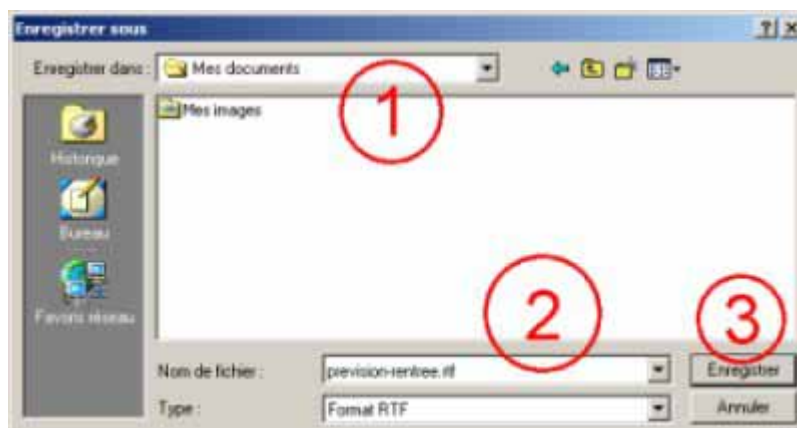 Enregistrer sous
Enregistrer dans : Mes documents
Mes images
1
Historique
Bureau
Favoris réseau
2
3
Nom de fichier : prevision-rentree.rtf Enregistrer
Type : Format RTF Annuler